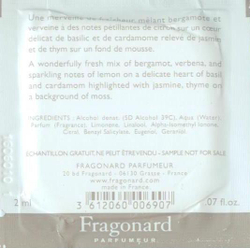 Une merveille de fraîcheur mêlant bergamote et
verveine à des notes pétillantes de citrus sur un cœur
délicat de basilic et de cardamome relevé de jasmin
et de thym sur un fond de mousse.
A wonderfully fresh mix of bergamot, verbena, and
sparkling notes of lemon on a delicate heart of basil
and cardamom highlighted with jasmine, thyme on
a background of moss.
INGREDIENTS : Alcohol denat. (SD Alcohol 39C), Aqua (Water),
Parfum (Fragrance), Limonene, Linalool, Alpha-isomethyl ionone,
Citral, Benzyl Salicylate, Eugenol, Geraniol
ECHANTILLON GRATUIT NE PEUT ÊTRE VENDU - SAMPLE NOT FOR SALE
FRAGONARD PARFUMEUR
20 bd Fragonard - 06130 Grasse - France
www.fragonard.com
made in France
2 ml
.07 fl.oz.
3 612060 006907
Fragonard
PARFUMEUR